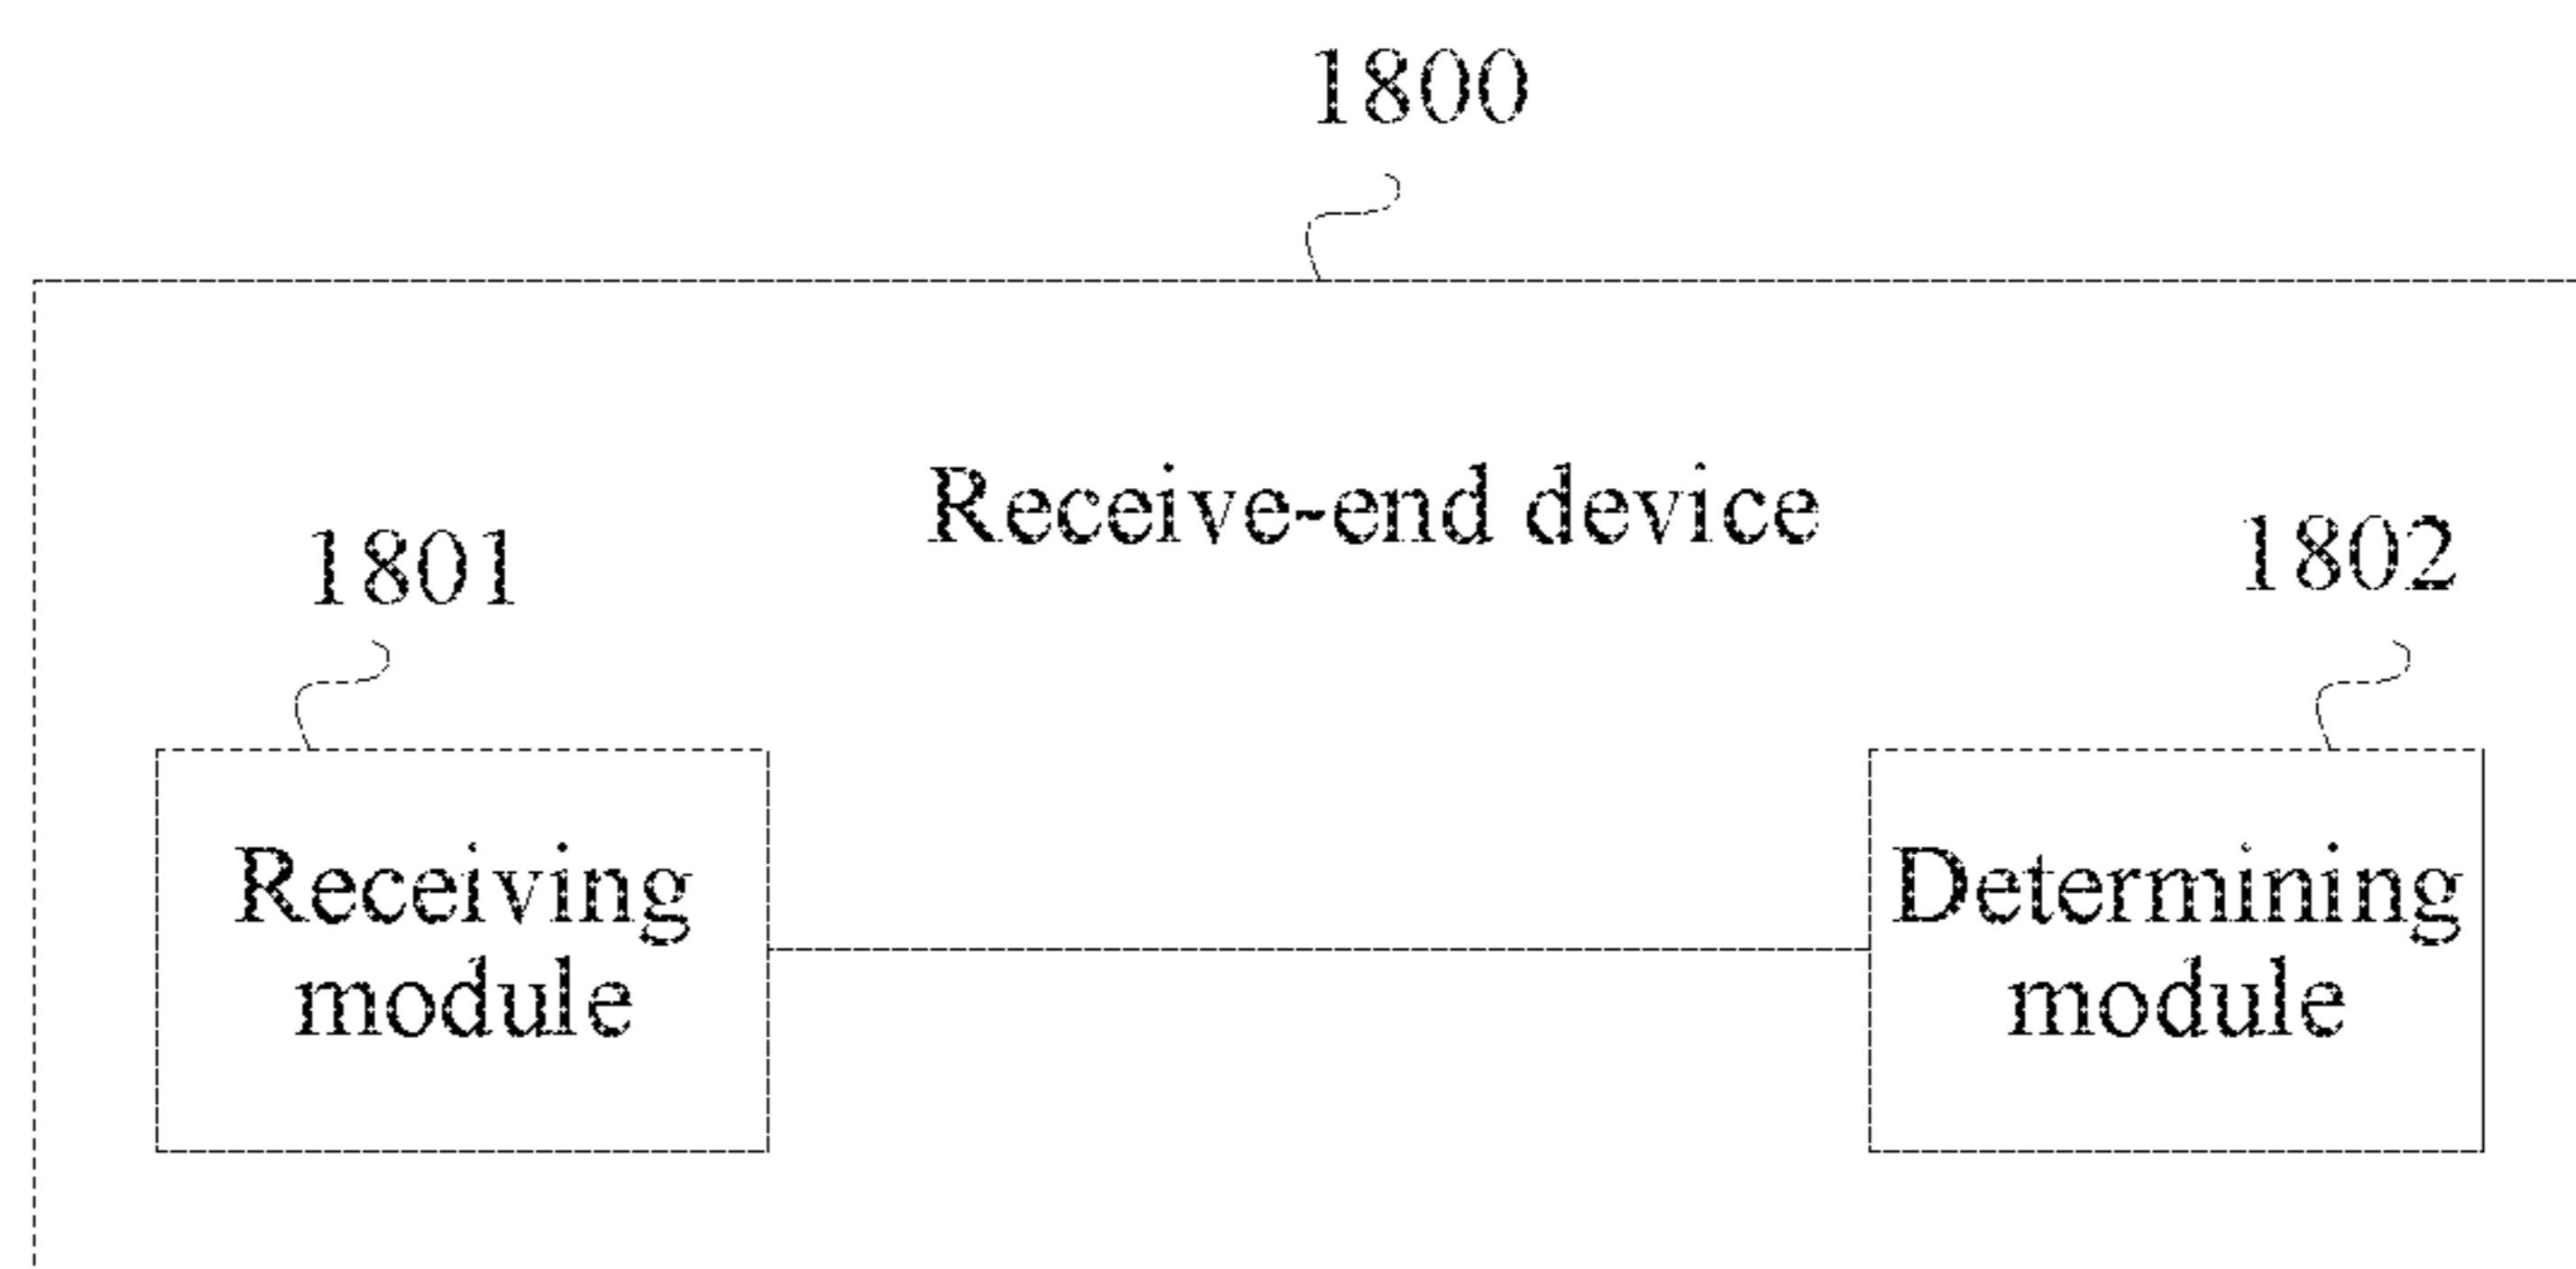 1800
Receive-end device
1801
1802
Receiving
module
Determining
module